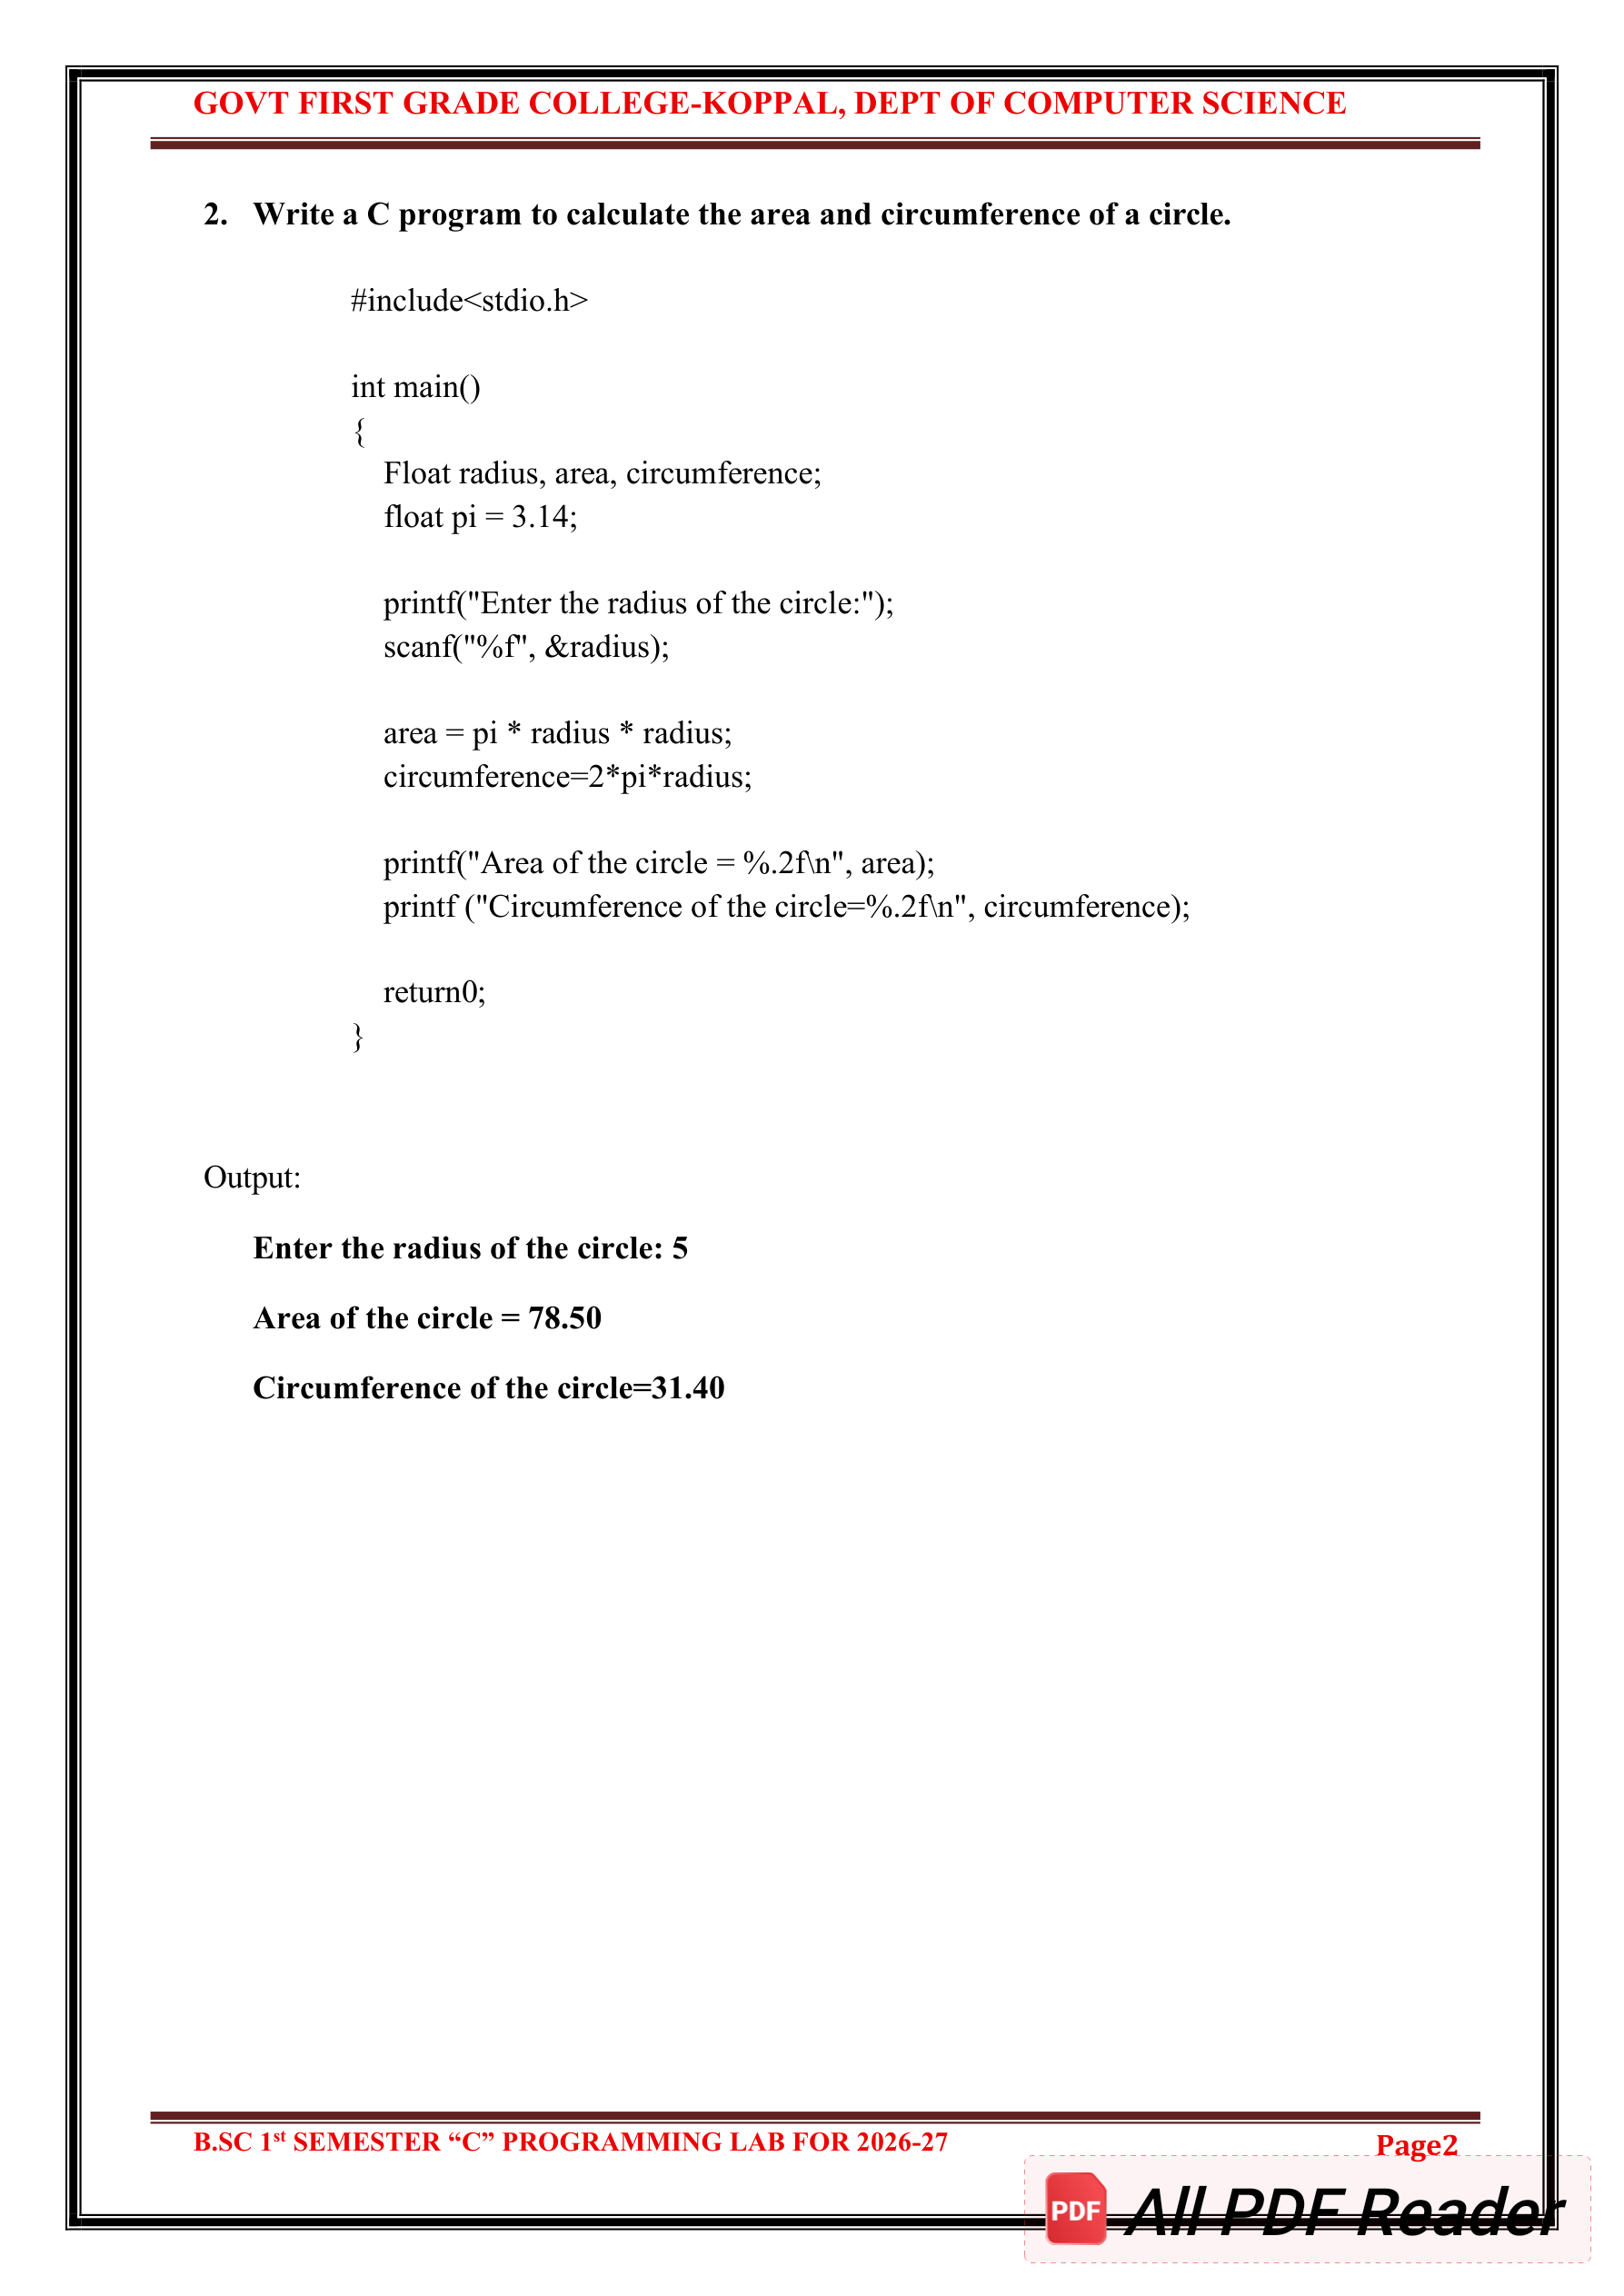 GOVT FIRST GRADE COLLEGE-KOPPAL, DEPT OF COMPUTER SCIENCE
2. Write a C program to calculate the area and circumference of a circle.
#include<stdio.h>
int main()
{
Float radius, area, circumference;
float pi = 3.14;
printf("Enter the radius of the circle:");
scanf("%f", &radius);
area = pi * radius * radius;
circumference=2*pi*radius;
printf("Area of the circle = %.2f\n", area);
printf ("Circumference of the circle=%.2f\n", circumference);
return0;
}
Output:
Enter the radius of the circle: 5
Area of the circle = 78.50
Circumference of the circle=31.40
B.SC 1st SEMESTER “C” PROGRAMMING LAB FOR 2026-27 Page2
PDF All PDF Reader